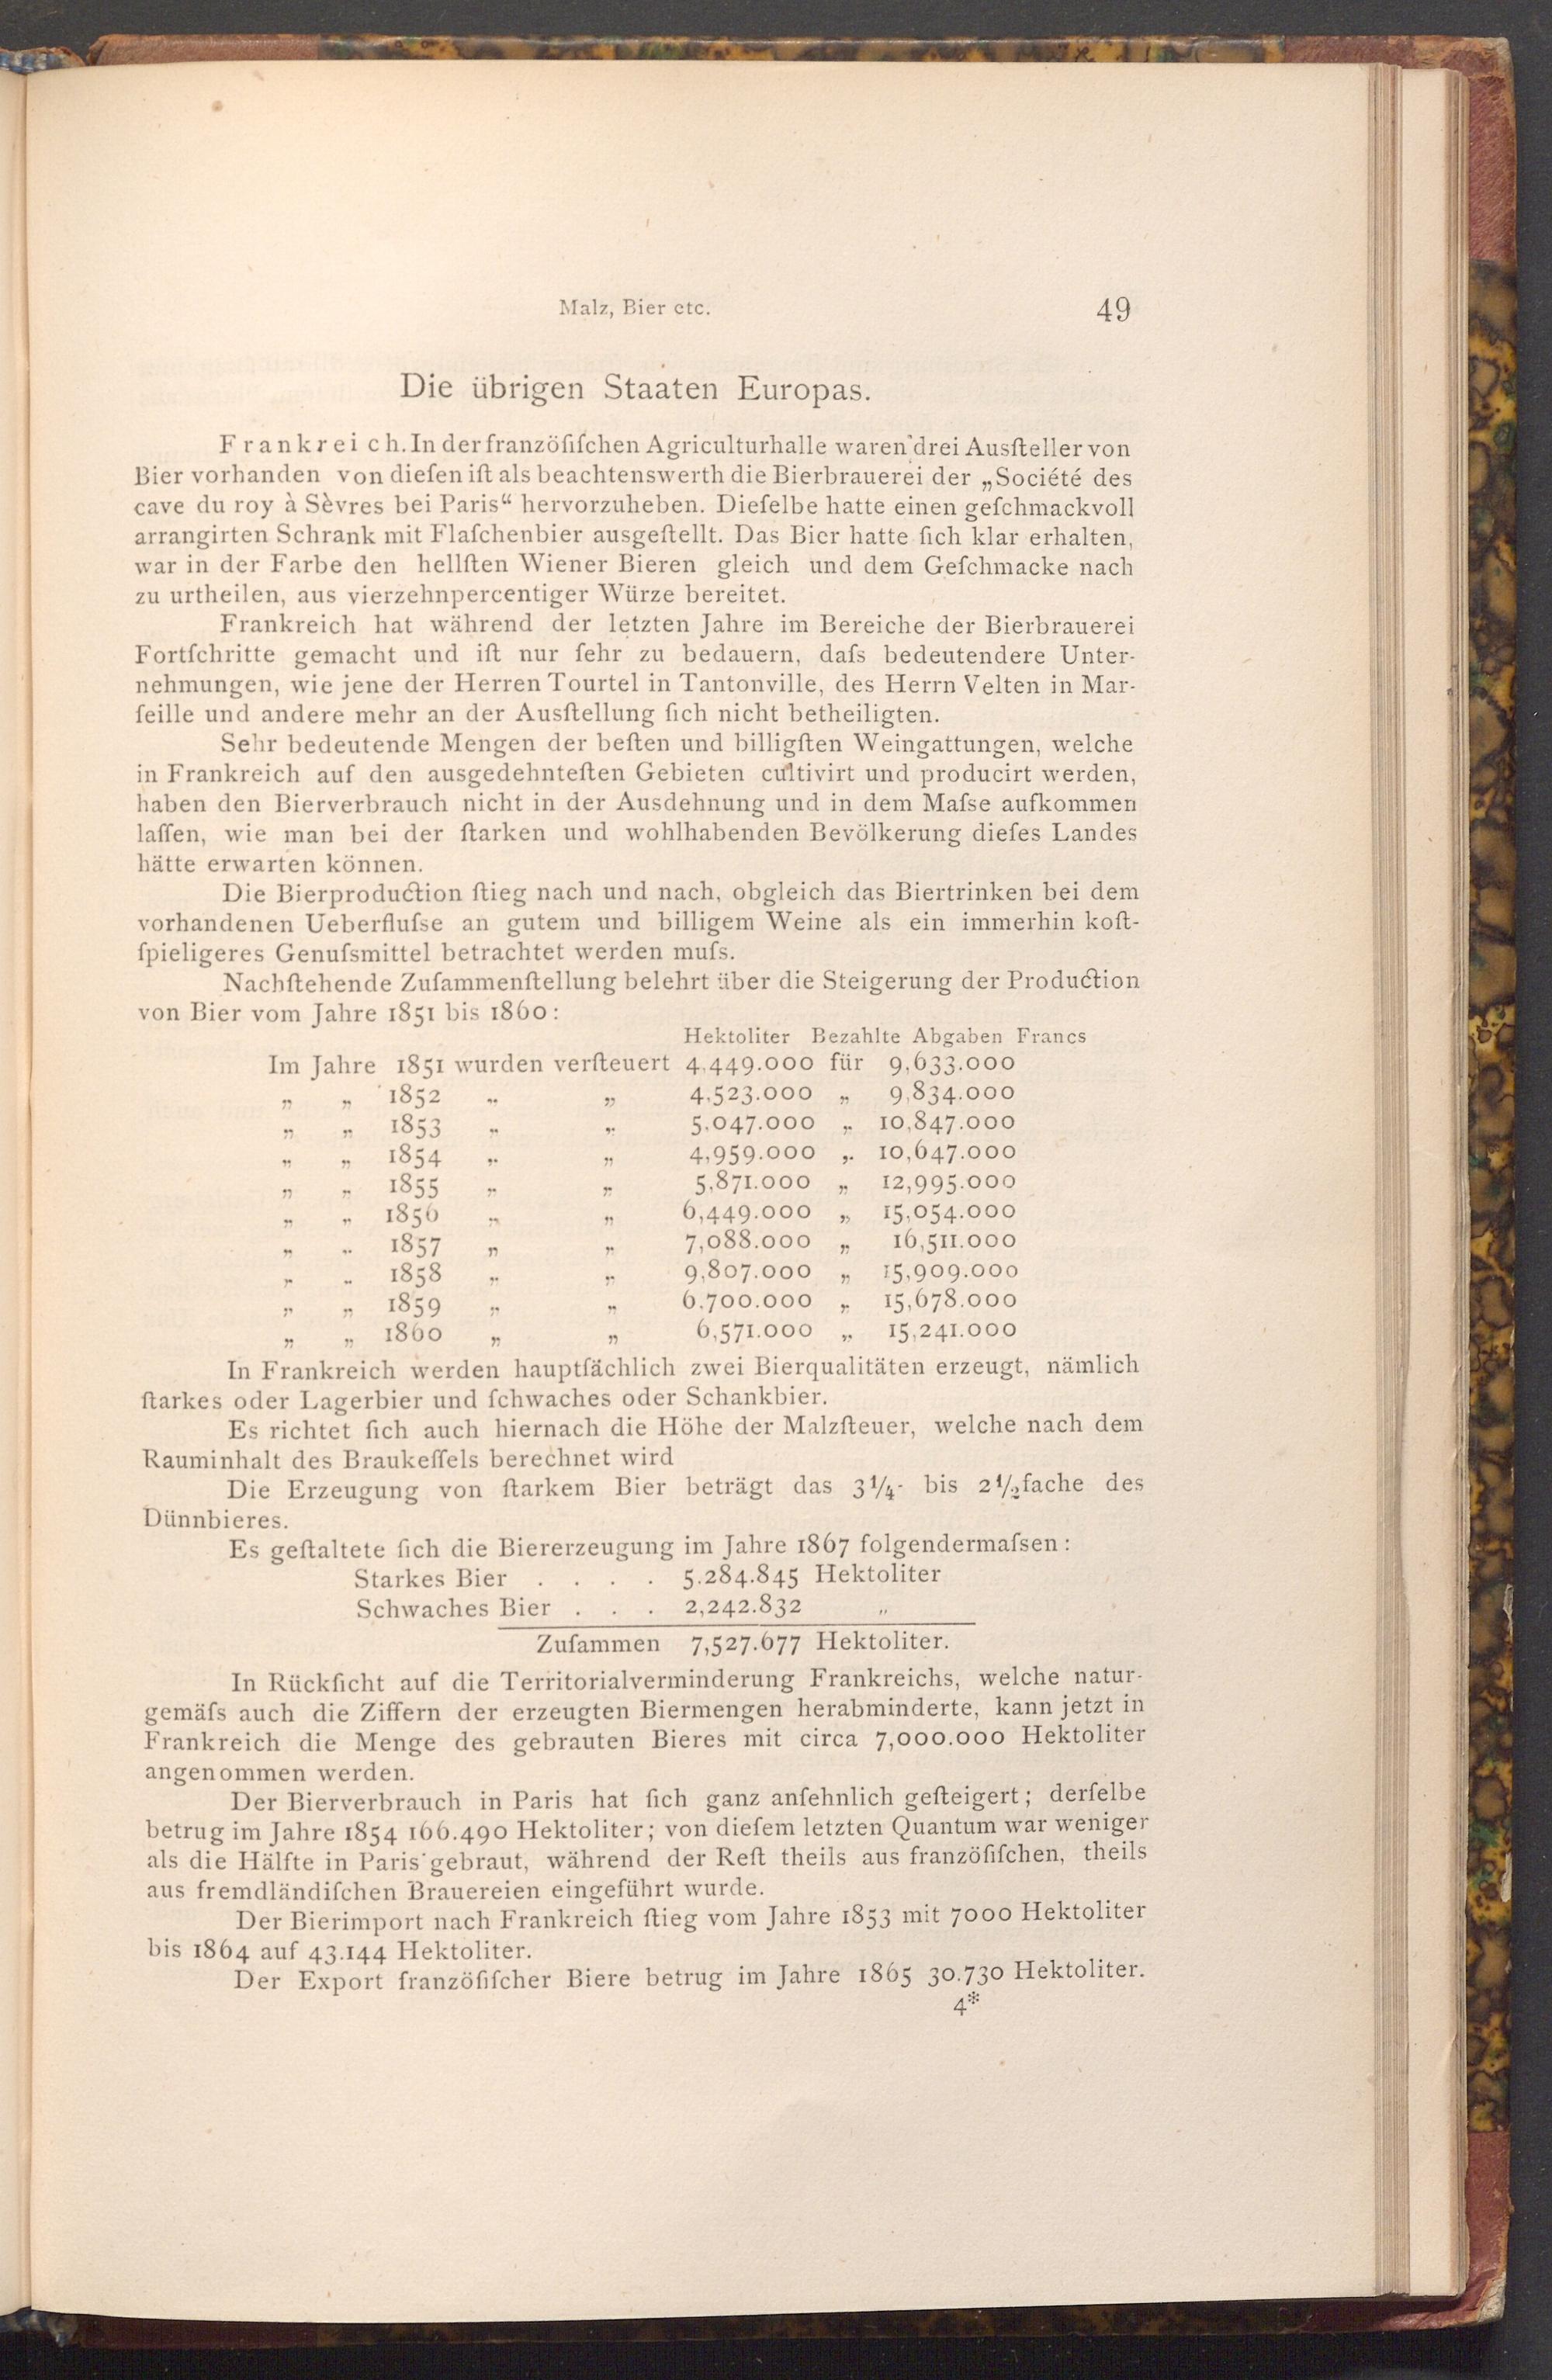 Malz, Bier etc. 49
Die übrigen Staaten Europas.
Frankreich. In der französiſchen Agriculturhalle waren drei Ausſteller von
Bier vorhanden von dieſen iſt als beachtenswerth die Bierbrauerei der „Société des
cave du roy à Sèvres bei Paris“ hervorzuheben. Dieſelbe hatte einen geſchmackvoll
arrangirten Schrank mit Flaſchenbier ausgeſtellt. Das Bier hatte ſich klar erhalten,
war in der Farbe den hellſten Wiener Bieren gleich und dem Geſchmacke nach
zu urtheilen, aus vierzehnpercentiger Würze bereitet.
Frankreich hat während der letzten Jahre im Bereiche der Bierbrauerei
Fortſchritte gemacht und iſt nur ſehr zu bedauern, daſs bedeutendere Unter-
nehmungen, wie jene der Herren Tourtel in Tantonville, des Herrn Velten in Mar-
ſeille und andere mehr an der Ausſtellung ſich nicht betheiligten.
Sehr bedeutende Mengen der beſten und billigſten Weingattungen, welche
in Frankreich auf den ausgedehnteſten Gebieten cultivirt und producirt werden,
haben den Bierverbrauch nicht in der Ausdehnung und in dem Maſse aufkommen
laſſen, wie man bei der ſtarken und wohlhabenden Bevölkerung dieſes Landes
hätte erwarten können.
Die Bierproduction ſtieg nach und nach, obgleich das Biertrinken bei dem
vorhandenen Ueberfluſse an gutem und billigem Weine als ein immerhin koſt-
ſpieligeres Genuſsmittel betrachtet werden muſs.
Nachſtehende Zuſammenſtellung belehrt über die Steigerung der Production
von Bier vom Jahre 1851 bis 1860:
Hektoliter Bezahlte Abgaben Francs
Im Jahre 1851 wurden verſteuert 4,449.000 für 9,633.000
„ „ 1852 „ „ 4,523.000 „ 9,834.000
„ „ 1853 „ „ 5,047.000 „ 10,847.000
„ „ 1854 „ „ 4,959.000 „ 10,647.000
„ „ 1855 „ „ 5,871.000 „ 12,995.000
„ „ 1856 „ „ 6,449.000 „ 15,054.000
„ „ 1857 „ „ 7,088.000 „ 16,511.000
„ „ 1858 „ „ 9,807.000 „ 15,909.000
„ „ 1859 „ „ 6,700.000 „ 15,678.000
„ „ 1860 „ „ 6,571.000 „ 15,241.000
In Frankreich werden hauptſächlich zwei Bierqualitäten erzeugt, nämlich
ſtarkes oder Lagerbier und ſchwaches oder Schankbier.
Es richtet ſich auch hiernach die Höhe der Malzſteuer, welche nach dem
Rauminhalt des Braukeſſels berechnet wird
Die Erzeugung von ſtarkem Bier beträgt das 3¼- bis 2½fache des
Dünnbieres.
Es geſtaltete ſich die Biererzeugung im Jahre 1867 folgendermaſsen:
Starkes Bier . . . . 5.284.845 Hektoliter
Schwaches Bier . . . 2,242.832 „
Zuſammen 7,527.677 Hektoliter.
In Rückſicht auf die Territorialverminderung Frankreichs, welche natur-
gemäſs auch die Ziffern der erzeugten Biermengen herabminderte, kann jetzt in
Frankreich die Menge des gebrauten Bieres mit circa 7,000.000 Hektoliter
angenommen werden.
Der Bierverbrauch in Paris hat ſich ganz anſehnlich geſteigert; derſelbe
betrug im Jahre 1854 166.490 Hektoliter; von dieſem letzten Quantum war weniger
als die Hälfte in Paris gebraut, während der Reſt theils aus französiſchen, theils
aus fremdländiſchen Brauereien eingeführt wurde.
Der Bierimport nach Frankreich ſtieg vom Jahre 1853 mit 7000 Hektoliter
bis 1864 auf 43.144 Hektoliter.
Der Export französiſcher Biere betrug im Jahre 1865 30.730 Hektoliter.
4*